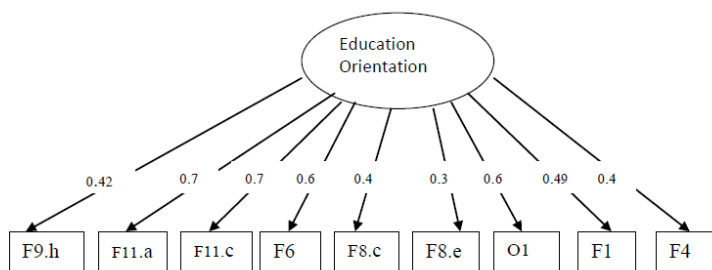 Education
Orientation
0.42 0.7 0.7 0.6 0.4 0.3 0.6 0.49 0.4
F9.h F11.a F11.c F6 F8.c F8.e O1 F1 F4